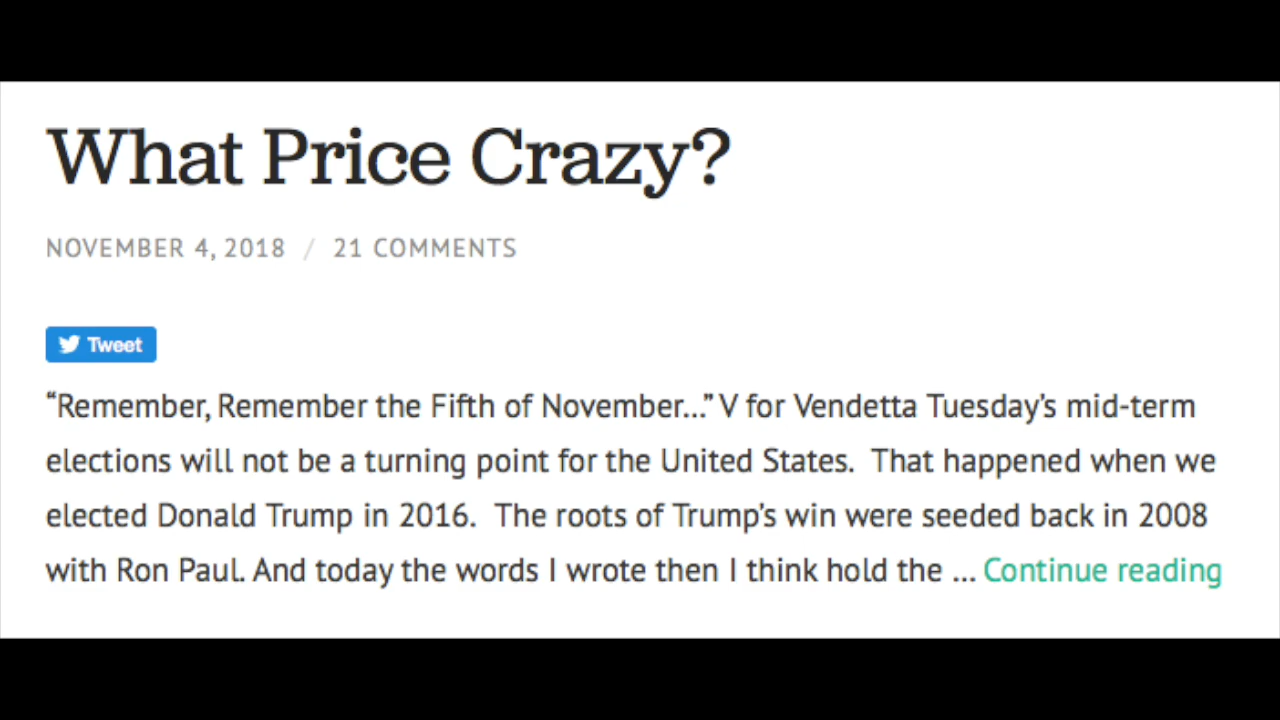 What Price Crazy?
NOVEMBER 4, 2018 / 21 COMMENTS
Tweet
“Remember, Remember the Fifth of November...” V for Vendetta Tuesday’s mid-term
elections will not be a turning point for the United States.  That happened when we
elected Donald Trump in 2016.  The roots of Trump’s win were seeded back in 2008
with Ron Paul. And today the words I wrote then I think hold the ... Continue reading